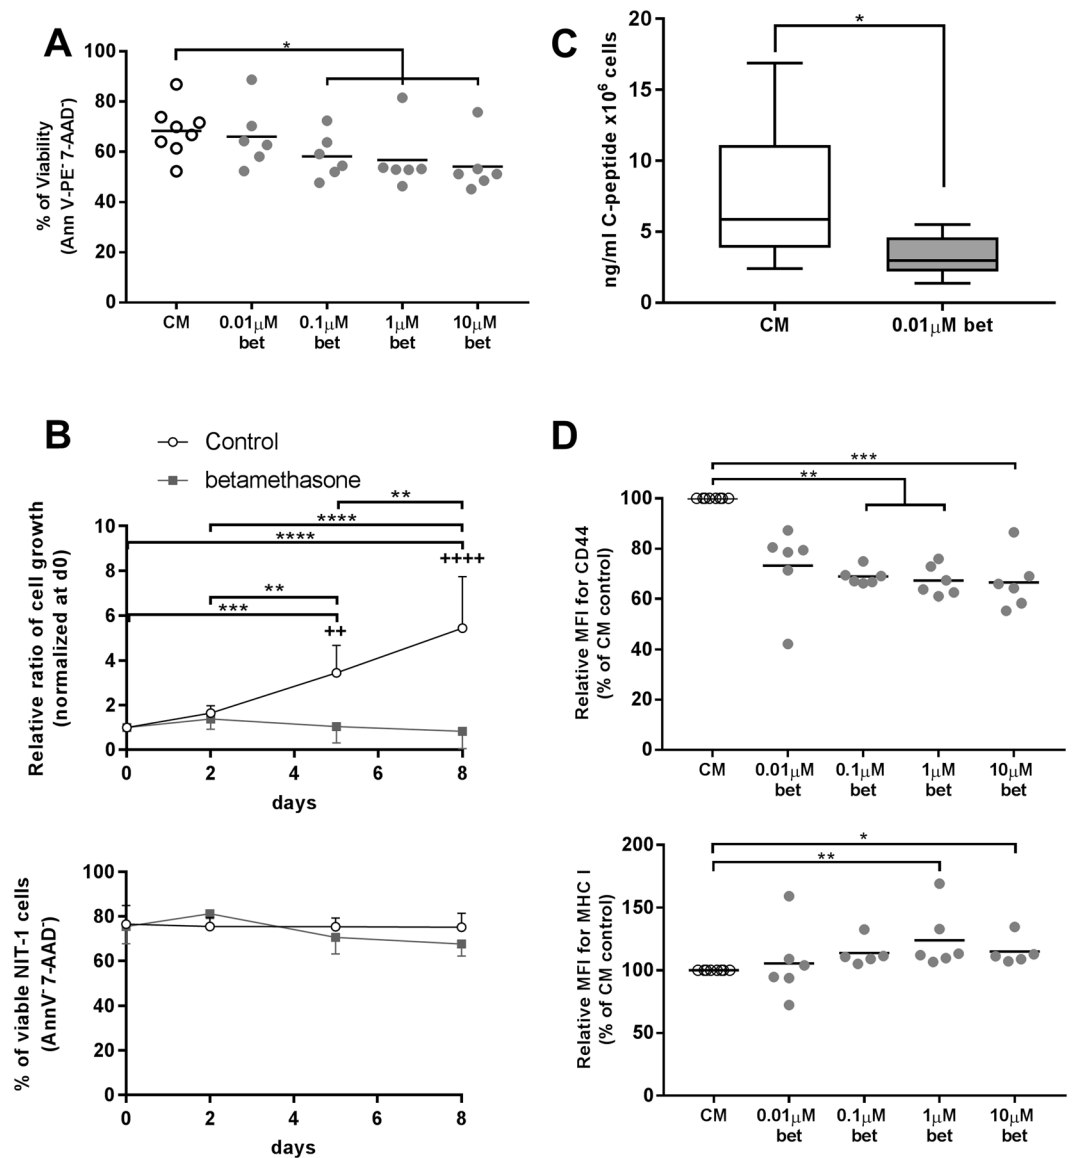 A
% of Viability
(Ann V-PE⁻ 7-AAD⁻)
100
80
60
40
20
0
*
CM
0.01µM
bet
0.1µM
bet
1µM
bet
10µM
bet
C
ng/ml C-peptide x10⁶ cells
20
15
10
5
0
*
CM
0.01µM bet
B
Control
betamethasone
Relative ratio of cell growth
(normalized at d0)
10
8
6
4
2
0
**
****
****
++++
**
***
++
0
2
4
6
8
days
% of viable NIT-1 cells
(AnnV⁻ 7-AAD⁻)
100
80
60
40
20
0
0
2
4
6
8
days
D
Relative MFI for CD44
(% of CM control)
100
80
60
40
20
0
***
**
CM
0.01µM
bet
0.1µM
bet
1µM
bet
10µM
bet
Relative MFI for MHC I
(% of CM control)
200
150
100
50
0
*
**
CM
0.01µM
bet
0.1µM
bet
1µM
bet
10µM
bet